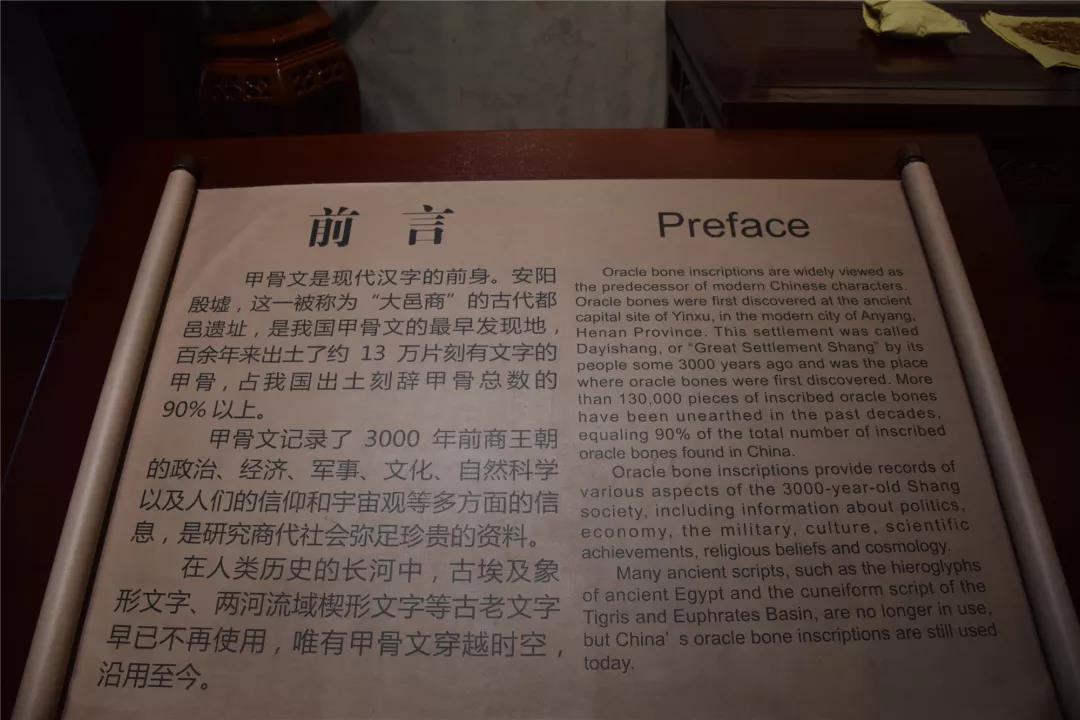 前言
甲骨文是现代汉字的前身。安阳
殷墟，这一被称为“大邑商”的古代都
邑遗址，是我国甲骨文的最早发现地，
百余年来出土了约 13 万片刻有文字的
甲骨，占我国出土刻辞甲骨总数的
90% 以上。
甲骨文记录了 3000 年前商王朝
的政治、经济、军事、文化、自然科学
以及人们的信仰和宇宙观等多方面的信
息，是研究商代社会弥足珍贵的资料。
在人类历史的长河中，古埃及象
形文字、两河流域楔形文字等古老文字
早已不再使用，唯有甲骨文穿越时空，
沿用至今。
Preface
Oracle bone inscriptions are widely viewed as
the predecessor of modern Chinese characters.
Oracle bones were first discovered at the ancient
capital site of Yinxu, in the modern city of Anyang,
Henan Province. This settlement was called
Dayishang, or “Great Settlement Shang” by its
people some 3000 years ago and was the place
where oracle bones were first discovered. More
than 130,000 pieces of inscribed oracle bones
have been unearthed in the past decades,
equaling 90% of the total number of inscribed
oracle bones found in China.
Oracle bone inscriptions provide records of
various aspects of the 3000-year-old Shang
society, including information about politics,
economy, the military, culture, scientific
achievements, religious beliefs and cosmology.
Many ancient scripts, such as the hieroglyphs
of ancient Egypt and the cuneiform script of the
Tigris and Euphrates Basin, are no longer in use,
but China’s oracle bone inscriptions are still used
today.